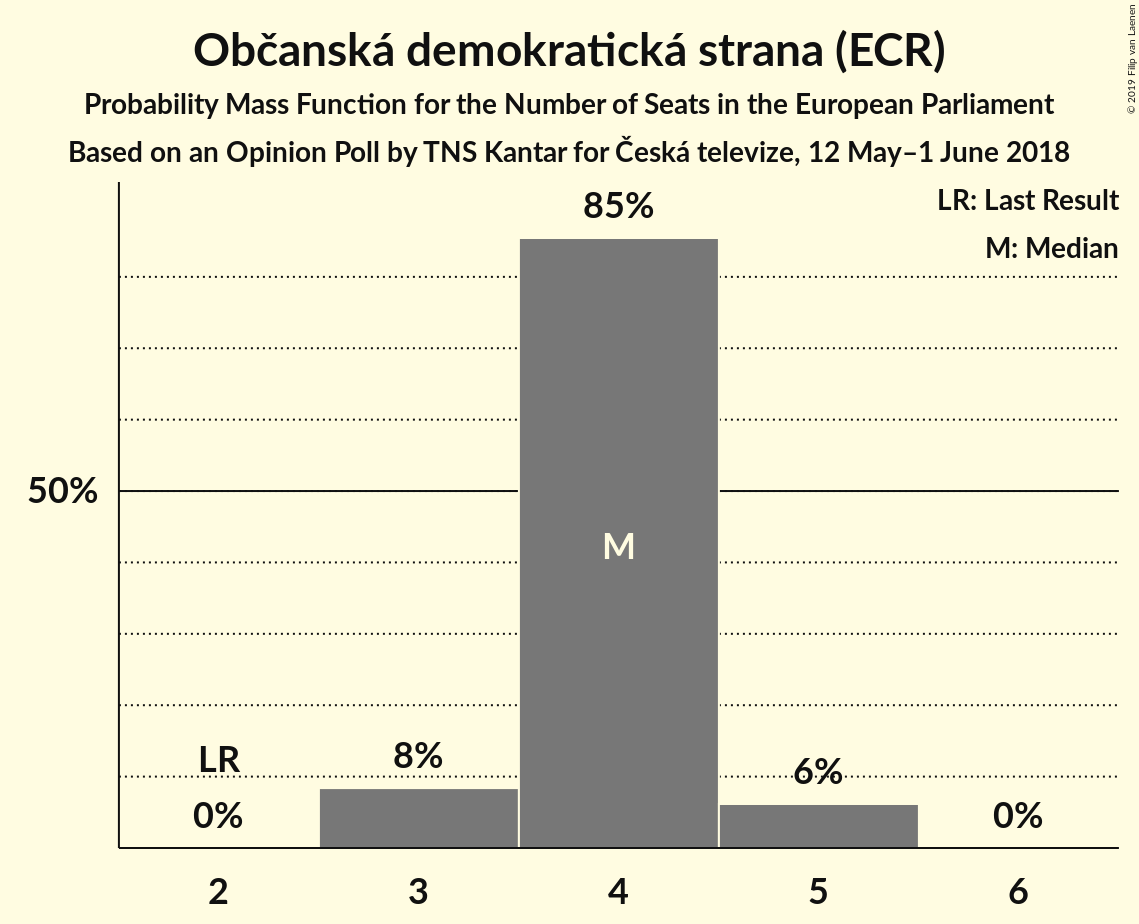 Občanská demokratická strana (ECR)
Probability Mass Function for the Number of Seats in the European Parliament
Based on an Opinion Poll by TNS Kantar for Česká televize, 12 May–1 June 2018
© 2019 Filip van Laenen
LR: Last Result
M: Median
85%
50%
M
LR
8%
6%
0%
0%
2 3 4 5 6